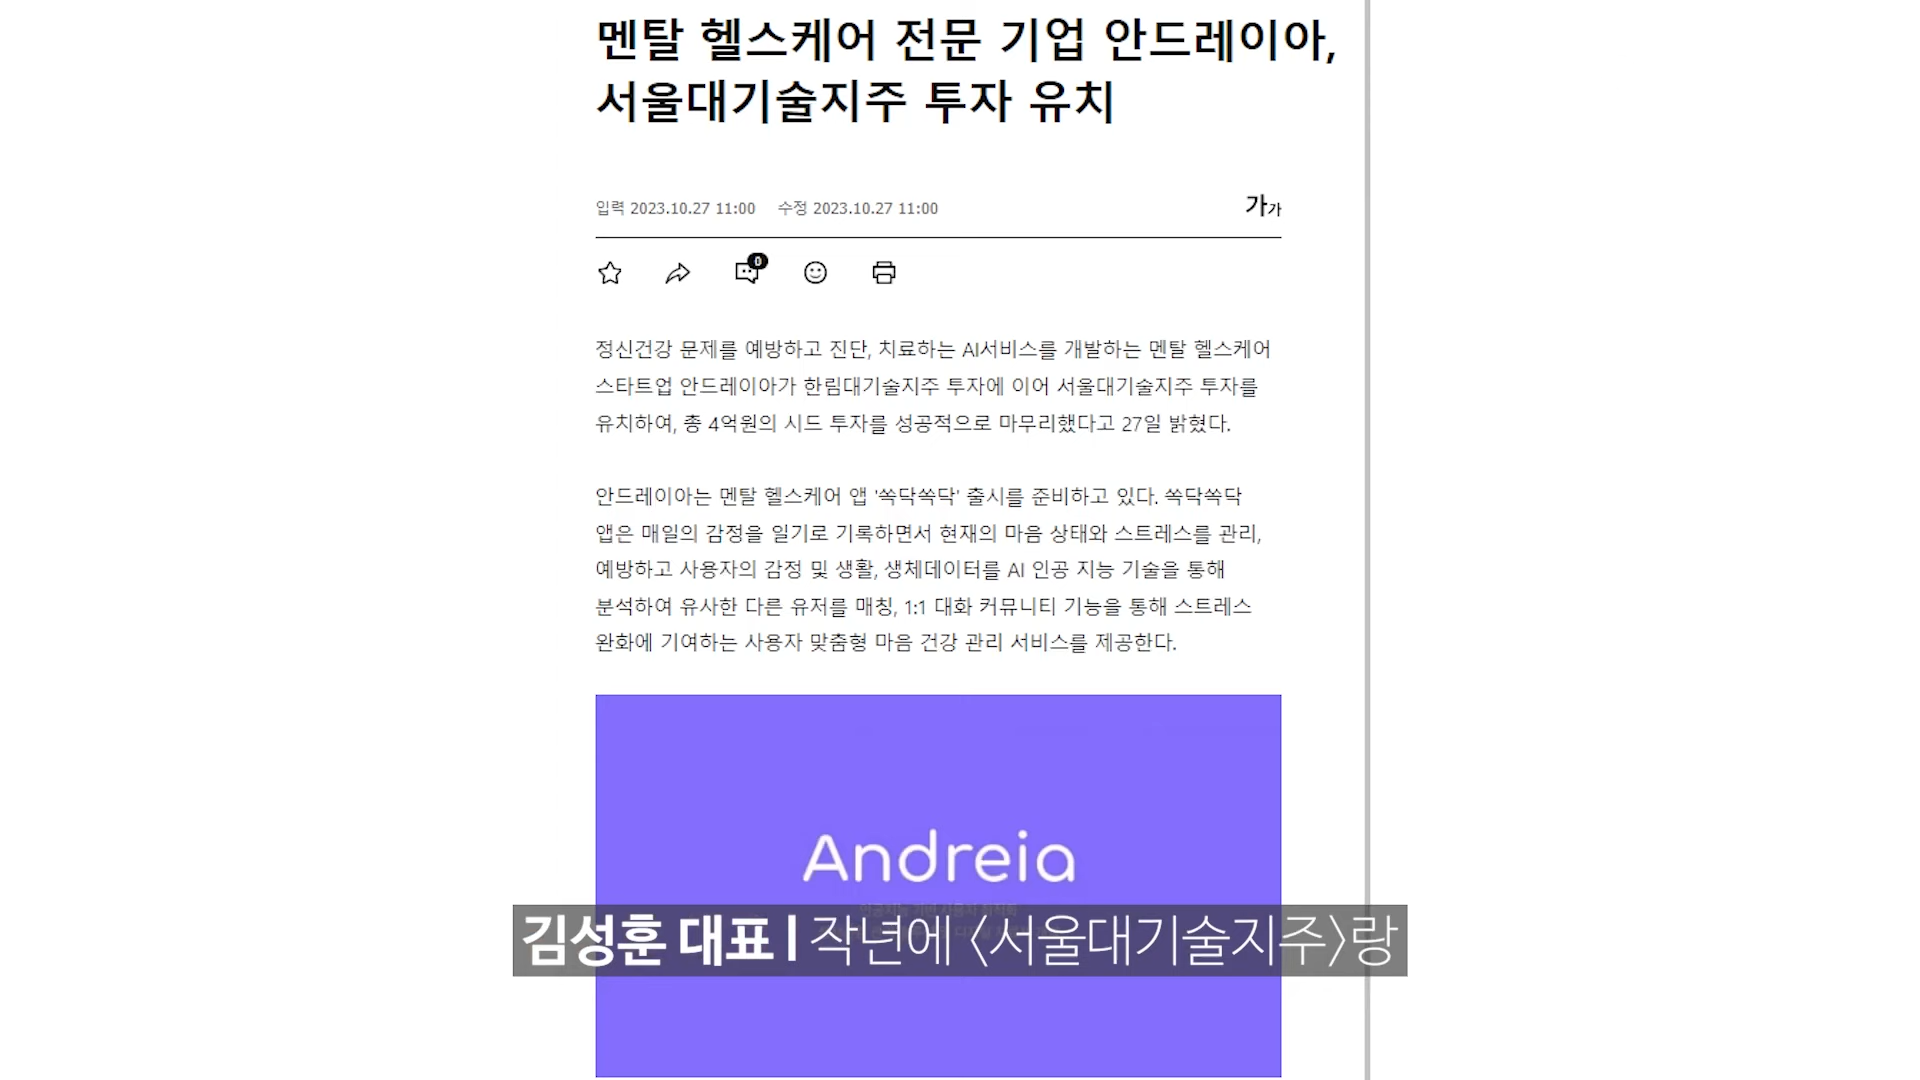 멘탈 헬스케어 전문 기업 안드레이아,
서울대기술지주 투자 유치
입력 2023.10.27 11:00 수정 2023.10.27 11:00
가가
0
정신건강 문제를 예방하고 진단, 치료하는 AI서비스를 개발하는 멘탈 헬스케어
스타트업 안드레이아가 한림대기술지주 투자에 이어 서울대기술지주 투자를
유치하여, 총 4억원의 시드 투자를 성공적으로 마무리했다고 27일 밝혔다.
안드레이아는 멘탈 헬스케어 앱 '쏙닥쏙닥' 출시를 준비하고 있다. 쏙닥쏙닥
앱은 매일의 감정을 일기로 기록하면서 현재의 마음 상태와 스트레스를 관리,
예방하고 사용자의 감정 및 생활, 생체데이터를 AI 인공 지능 기술을 통해
분석하여 유사한 다른 유저를 매칭, 1:1 대화 커뮤니티 기능을 통해 스트레스
완화에 기여하는 사용자 맞춤형 마음 건강 관리 서비스를 제공한다.
Andreia
김성훈 대표 | 작년에 〈서울대기술지주〉랑